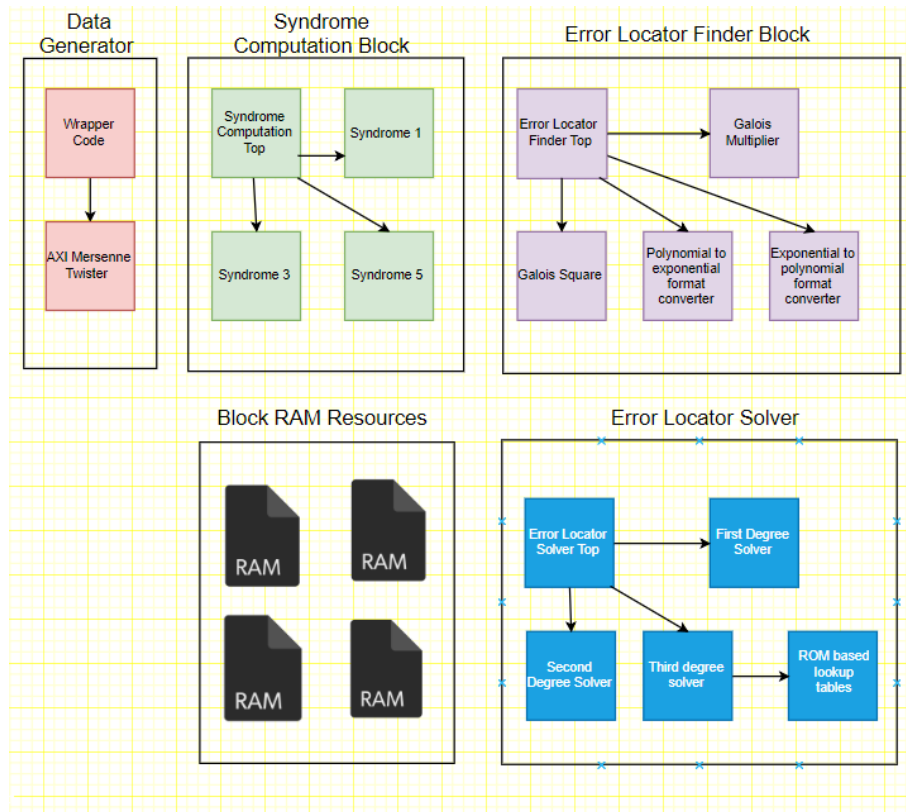 Data
Generator
Wrapper
Code
AXI Mersenne
Twister
Syndrome
Computation Block
Syndrome
Computation
Top
Syndrome 1
Syndrome 3
Syndrome 5
Error Locator Finder Block
Error Locator
Finder Top
Galois
Multiplier
Galois Square
Polynomial to
exponential
format
converter
Exponential to
polynomial
format
converter
Block RAM Resources
RAM
RAM
RAM
RAM
Error Locator Solver
Error Locator
Solver Top
First Degree
Solver
Second
Degree Solver
Third degree
solver
ROM based
lookup
tables